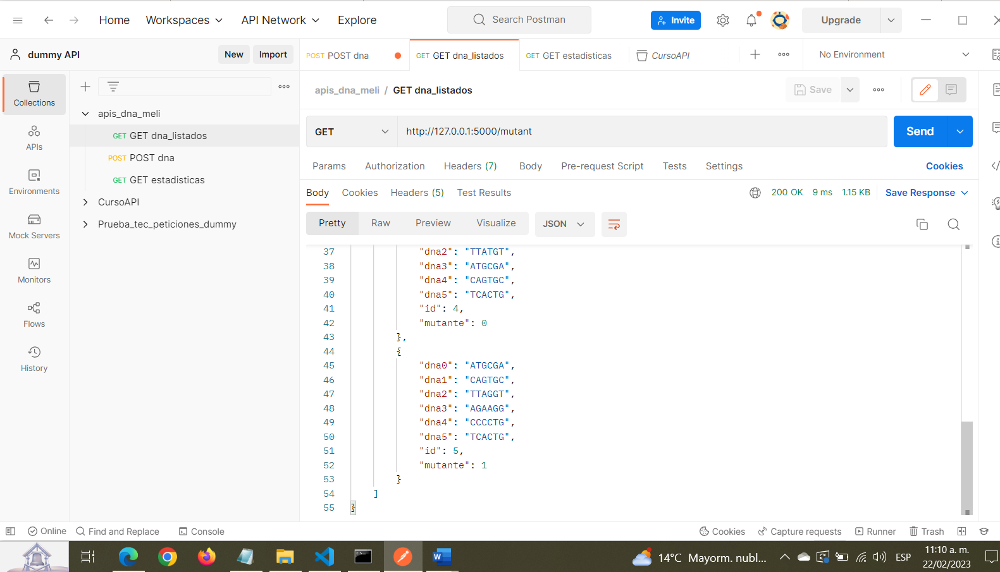 Home Workspaces API Network Explore Search Postman Invite Upgrade
dummy API New Import POST POST dna GET GET dna_listados GET GET estadisticas CursoAPI No Environment
Collections
APIs
Environments
Mock Servers
Monitors
Flows
History
apis_dna_meli
GET GET dna_listados
POST POST dna
GET GET estadisticas
CursoAPI
Prueba_tec_peticiones_dummy
apis_dna_meli / GET dna_listados Save
GET http://127.0.0.1:5000/mutant Send
Params Authorization Headers (7) Body Pre-request Script Tests Settings Cookies
Body Cookies Headers (5) Test Results 200 OK 9 ms 1.15 KB Save Response
Pretty Raw Preview Visualize JSON
37 "dna2": "TTATGT",
38 "dna3": "ATGCGA",
39 "dna4": "CAGTGC",
40 "dna5": "TCACTG",
41 "id": 4,
42 "mutante": 0
43 },
44 {
45 "dna0": "ATGCGA",
46 "dna1": "CAGTGC",
47 "dna2": "TTAGGT",
48 "dna3": "AGAAGG",
49 "dna4": "CCCCTG",
50 "dna5": "TCACTG",
51 "id": 5,
52 "mutante": 1
53 }
54 ]
55 }
Online Find and Replace Console Cookies Capture requests Runner Trash
14°C Mayorm. nubl... ESP 11:10 a. m.
22/02/2023